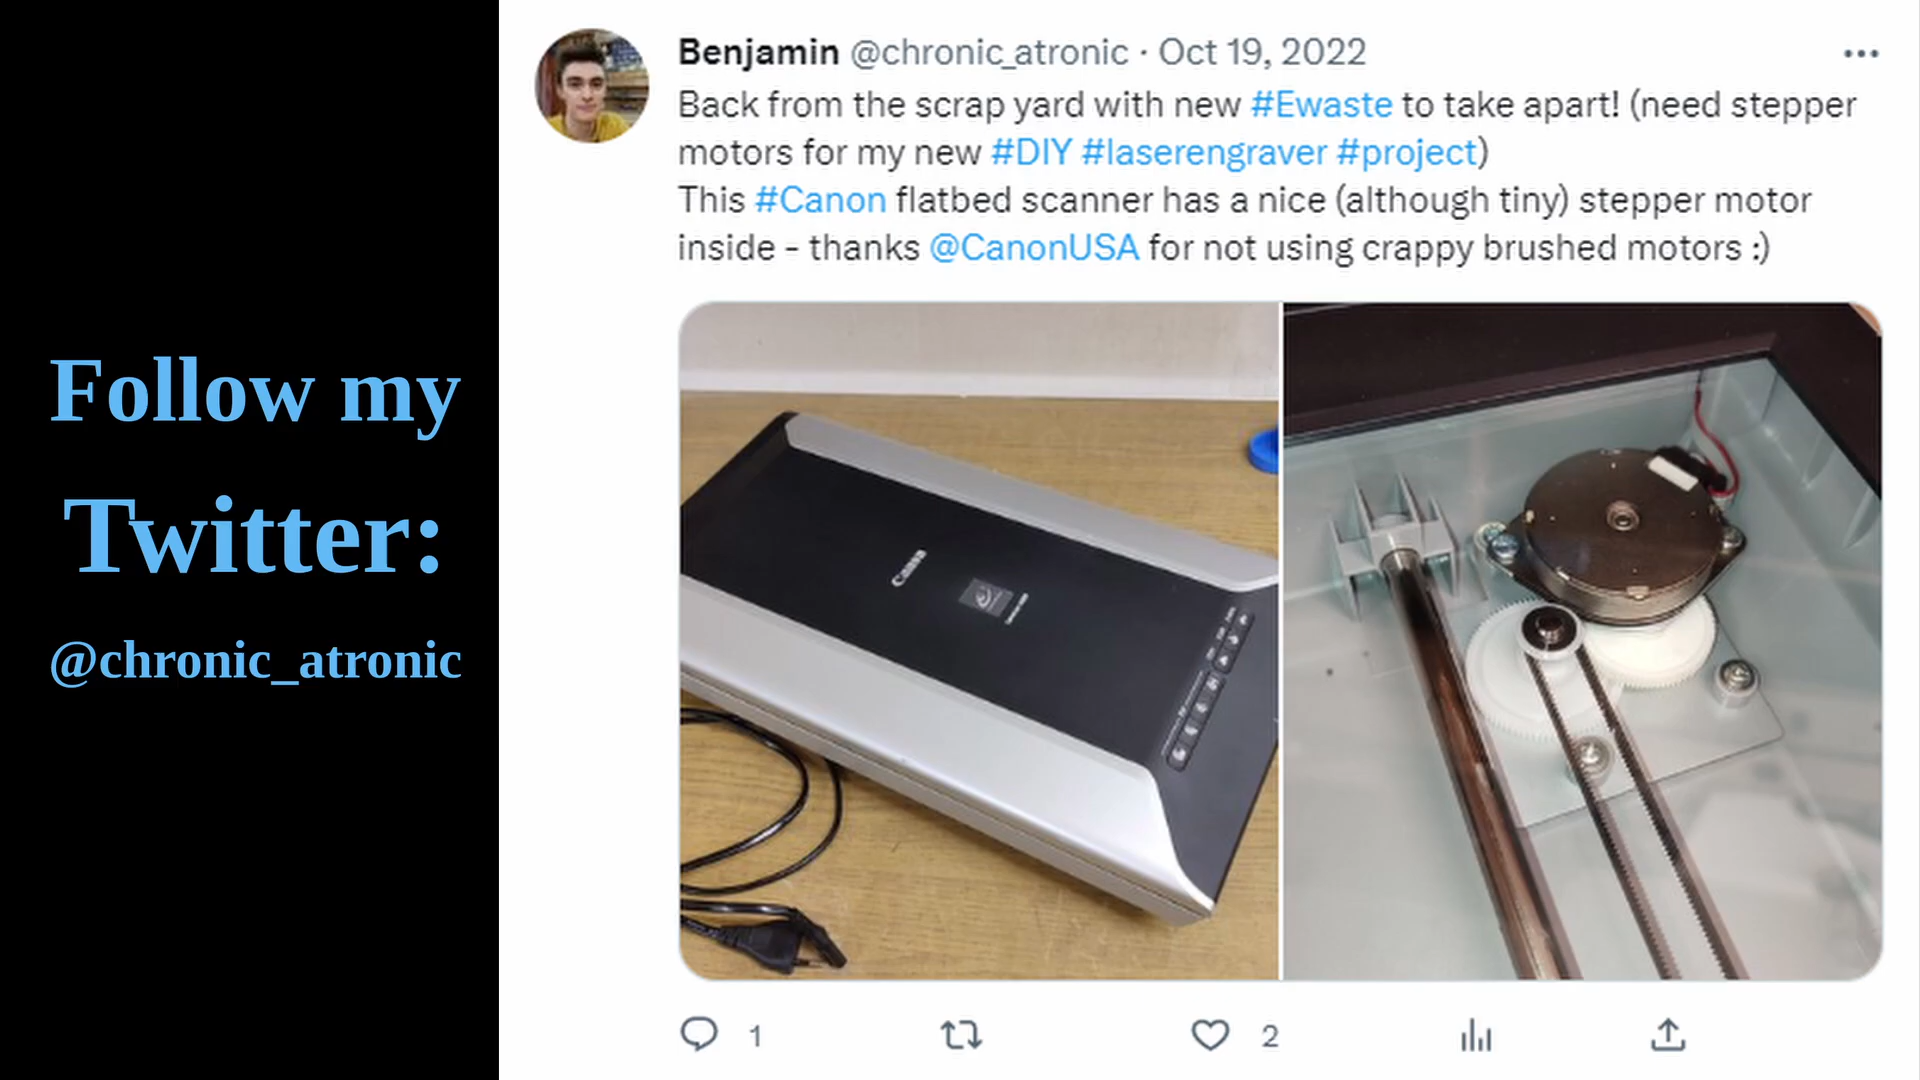 Follow my
Twitter:
@chronic_atronic
Benjamin @chronic_atronic · Oct 19, 2022
Back from the scrap yard with new #Ewaste to take apart! (need stepper
motors for my new #DIY #laserengraver #project)
This #Canon flatbed scanner has a nice (although tiny) stepper motor
inside - thanks @CanonUSA for not using crappy brushed motors :)
Canon
1
2